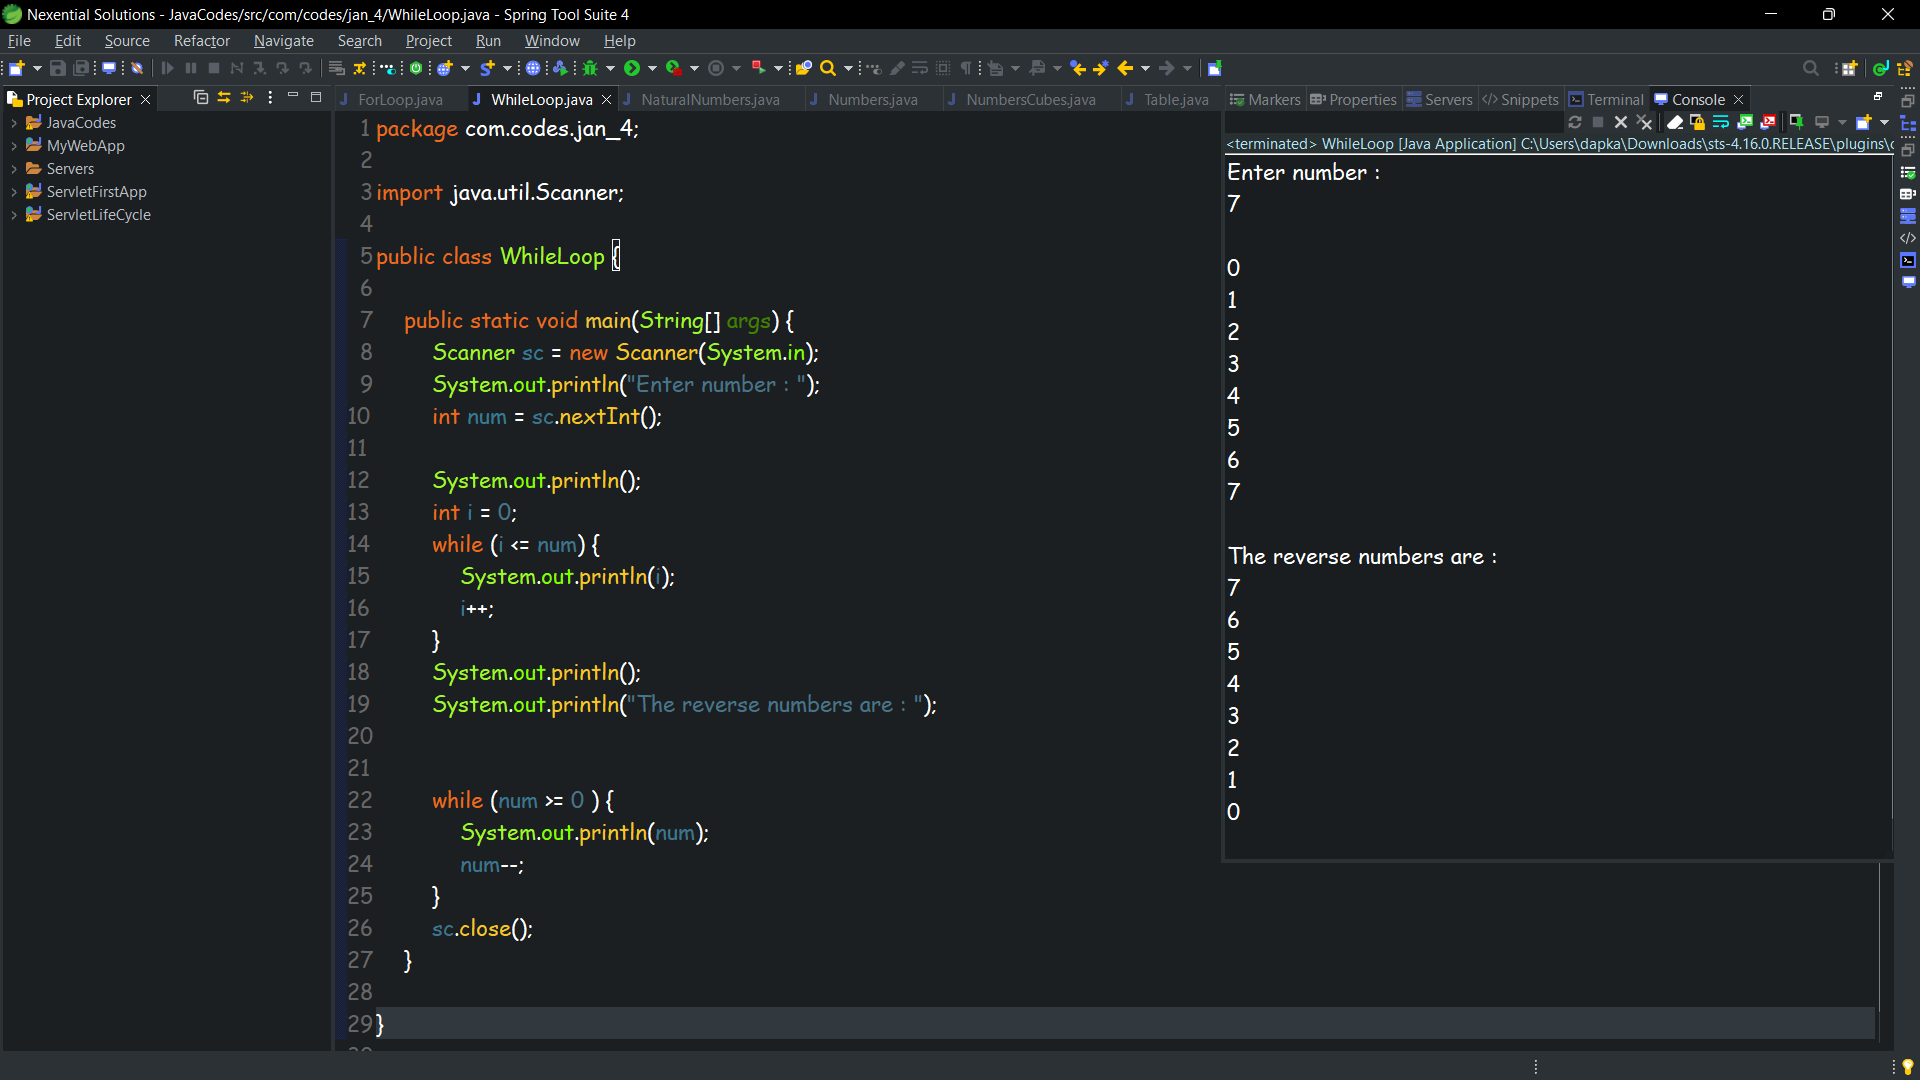 Nexential Solutions - JavaCodes/src/com/codes/jan_4/WhileLoop.java - Spring Tool Suite 4
File Edit Source Refactor Navigate Search Project Run Window Help
Project Explorer
JavaCodes
MyWebApp
Servers
ServletFirstApp
ServletLifeCycle
ForLoop.java WhileLoop.java NaturalNumbers.java Numbers.java NumbersCubes.java Table.java
1 package com.codes.jan_4;
2
3 import java.util.Scanner;
4
5 public class WhileLoop {
6
7 public static void main(String[] args) {
8 Scanner sc = new Scanner(System.in);
9 System.out.println("Enter number : ");
10 int num = sc.nextInt();
11
12 System.out.println();
13 int i = 0;
14 while (i <= num) {
15 System.out.println(i);
16 i++;
17 }
18 System.out.println();
19 System.out.println("The reverse numbers are : ");
20
21
22 while (num >= 0 ) {
23 System.out.println(num);
24 num--;
25 }
26 sc.close();
27 }
28
29 }
Markers Properties Servers Snippets Terminal Console
<terminated> WhileLoop [Java Application] C:\Users\dapka\Downloads\sts-4.16.0.RELEASE\plugins\
Enter number :
7
0
1
2
3
4
5
6
7
The reverse numbers are :
7
6
5
4
3
2
1
0